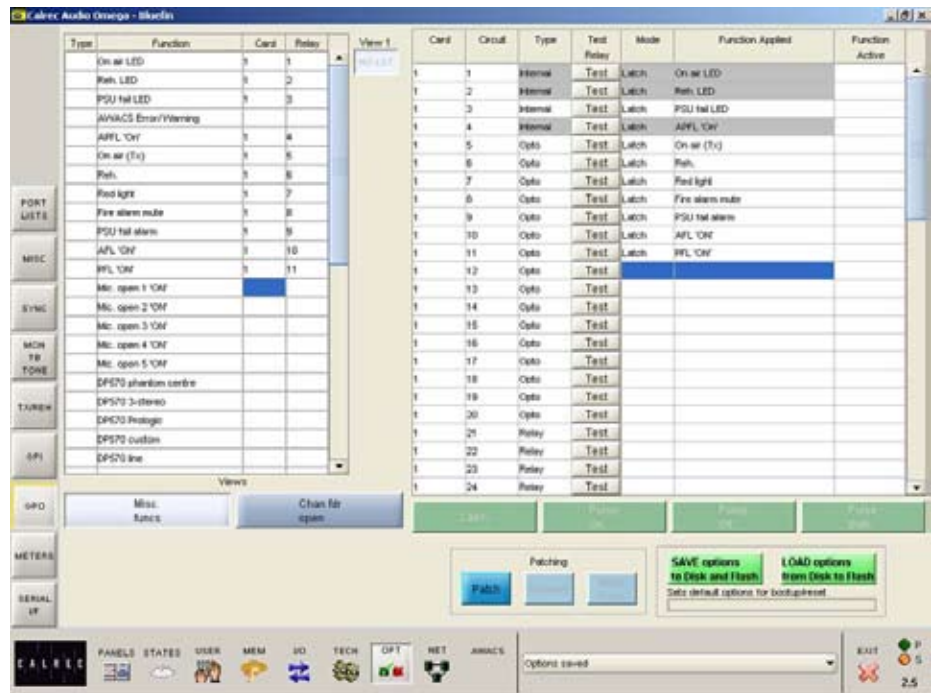 Calrec Audio Omega - Bluefin
Type Function Card Relay
On air LED 1 1
Reh. LED 1 2
PSU fail LED 1 3
AWACS Error/Warning
APFL 'On' 1 4
On air (Tx) 1 5
Reh. 1 6
Red light 1 7
Fire alarm mute 1 8
PSU fail alarm 1 9
AFL 'ON' 1 10
PFL 'ON' 1 11
Mic. open 1 'ON'
Mic. open 2 'ON'
Mic. open 3 'ON'
Mic. open 4 'ON'
Mic. open 5 'ON'
DP570 phantom centre
DP570 3-stereo
DP570 Prologic
DP570 custom
DP570 line
View 1
Card Circuit Type Test Relay Mode Function Applied Function Active
1 1 Internal Test Latch On air LED
1 2 Internal Test Latch Reh. LED
1 3 Internal Test Latch PSU fail LED
1 4 Internal Test Latch APFL 'On'
1 5 Opto Test Latch On air (Tx)
1 6 Opto Test Latch Reh.
1 7 Opto Test Latch Red light
1 8 Opto Test Latch Fire alarm mute
1 9 Opto Test Latch PSU fail alarm
1 10 Opto Test Latch AFL 'ON'
1 11 Opto Test Latch PFL 'ON'
1 12 Opto Test
1 13 Opto Test
1 14 Opto Test
1 15 Opto Test
1 16 Opto Test
1 17 Opto Test
1 18 Opto Test
1 19 Opto Test
1 20 Opto Test
1 21 Relay Test
1 22 Relay Test
1 23 Relay Test
1 24 Relay Test
PORT
LISTS
MISC
SYNC
MON
TB
TONE
TX/REH
GPI
GPO
METERS
SERIAL
I/F
Views
Misc.
funcs
Chan fdr
open
Patching
Patch
SAVE options
to Disk and Flash
LOAD options
from Disk to Flash
Sets default options for bootup/reset
CALREC
PANELS STATES USER MEM I/O TECH OPT NET AWACS
Options saved
EXIT
P
S
2.5